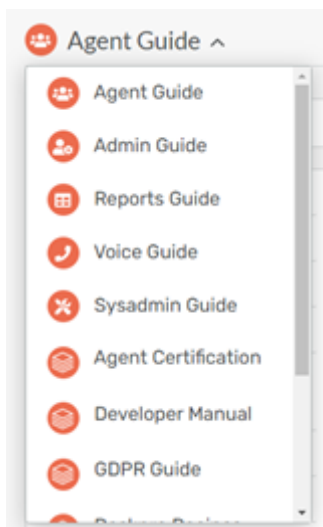 Agent Guide
Agent Guide
Admin Guide
Reports Guide
Voice Guide
Sysadmin Guide
Agent Certification
Developer Manual
GDPR Guide